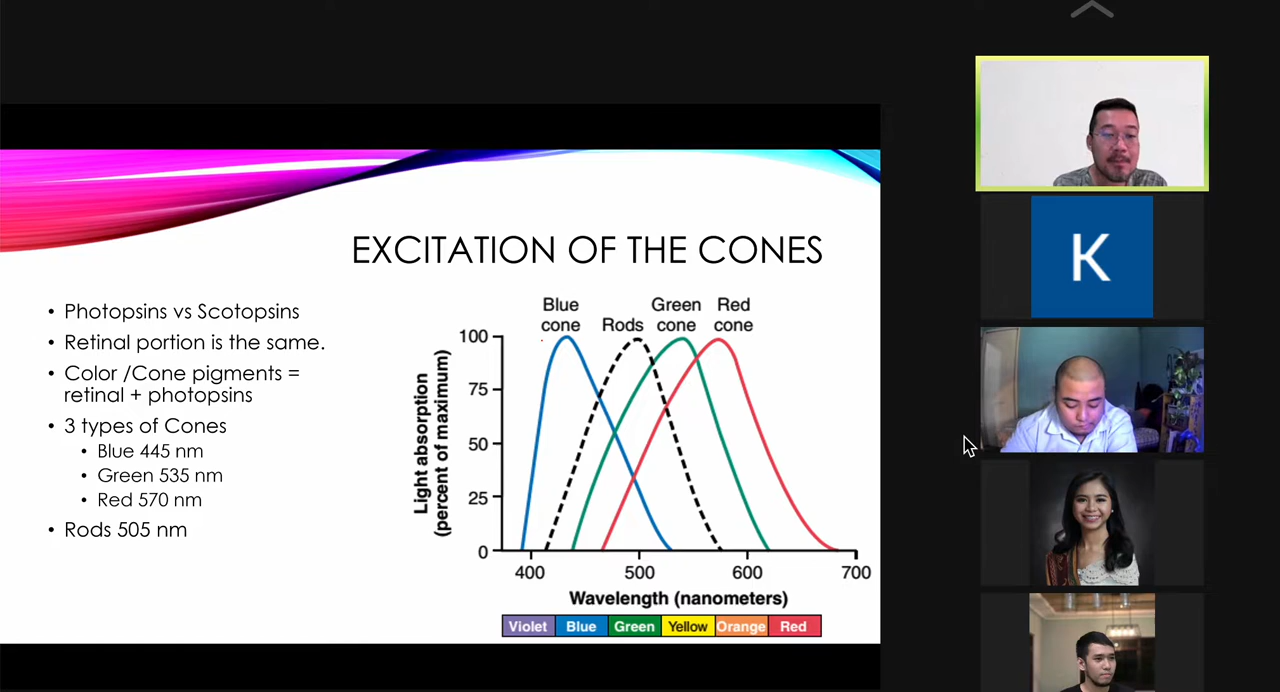 EXCITATION OF THE CONES
• Photopsins vs Scotopsins
• Retinal portion is the same.
• Color /Cone pigments =
retinal + photopsins
• 3 types of Cones
• Blue 445 nm
• Green 535 nm
• Red 570 nm
• Rods 505 nm
Blue
cone
Rods
Green
cone
Red
cone
Light absorption
(percent of maximum)
100
75
50
25
0
400 500 600 700
Wavelength (nanometers)
Violet Blue Green Yellow Orange Red
K